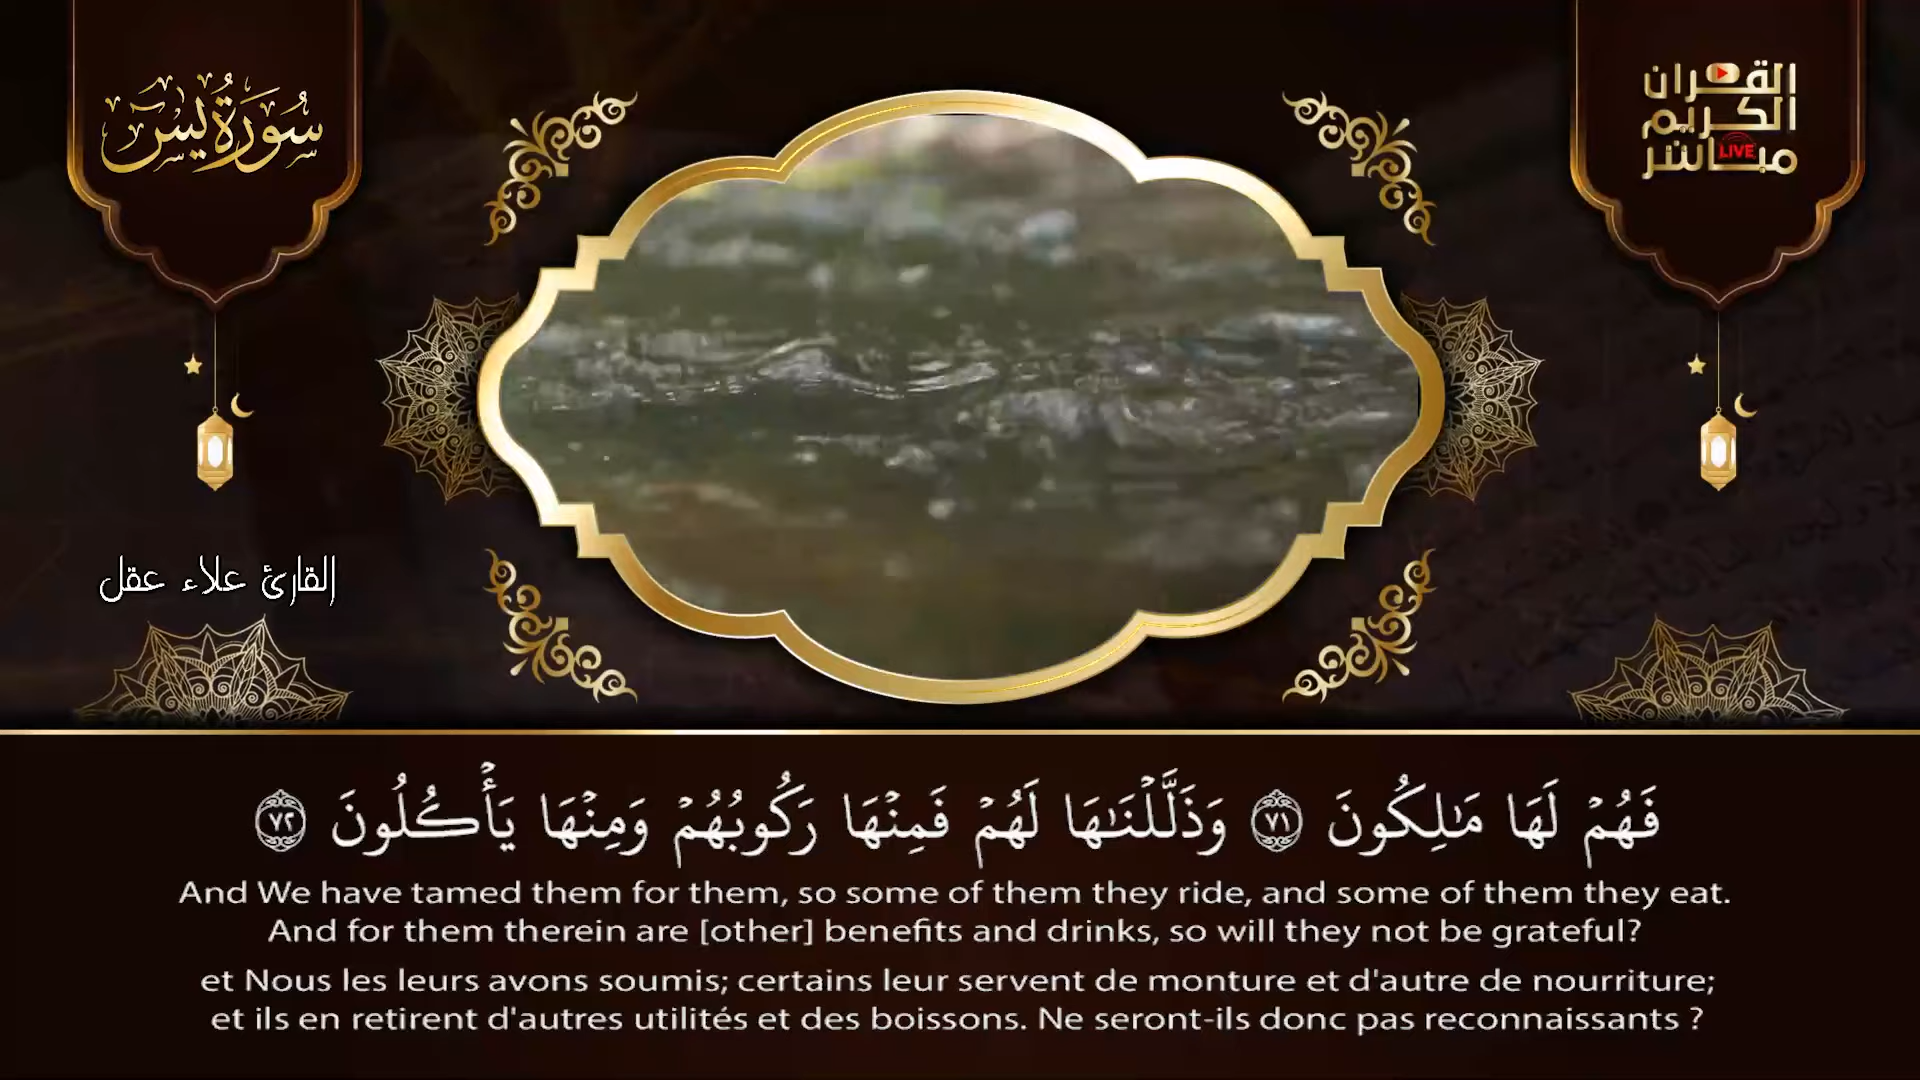 سُورَةُ يسٓ
القرآن
الكريم
مباشر
LIVE
القارئ علاء عقل
فَهُمۡ لَهَا مَٰلِكُونَ ٧١ وَذَلَّلۡنَٰهَا لَهُمۡ فَمِنۡهَا رَكُوبُهُمۡ وَمِنۡهَا يَأۡكُلُونَ ٧٢
And We have tamed them for them, so some of them they ride, and some of them they eat.
And for them therein are [other] benefits and drinks, so will they not be grateful?
et Nous les leurs avons soumis; certains leur servent de monture et d'autre de nourriture;
et ils en retirent d'autres utilités et des boissons. Ne seront-ils donc pas reconnaissants ?